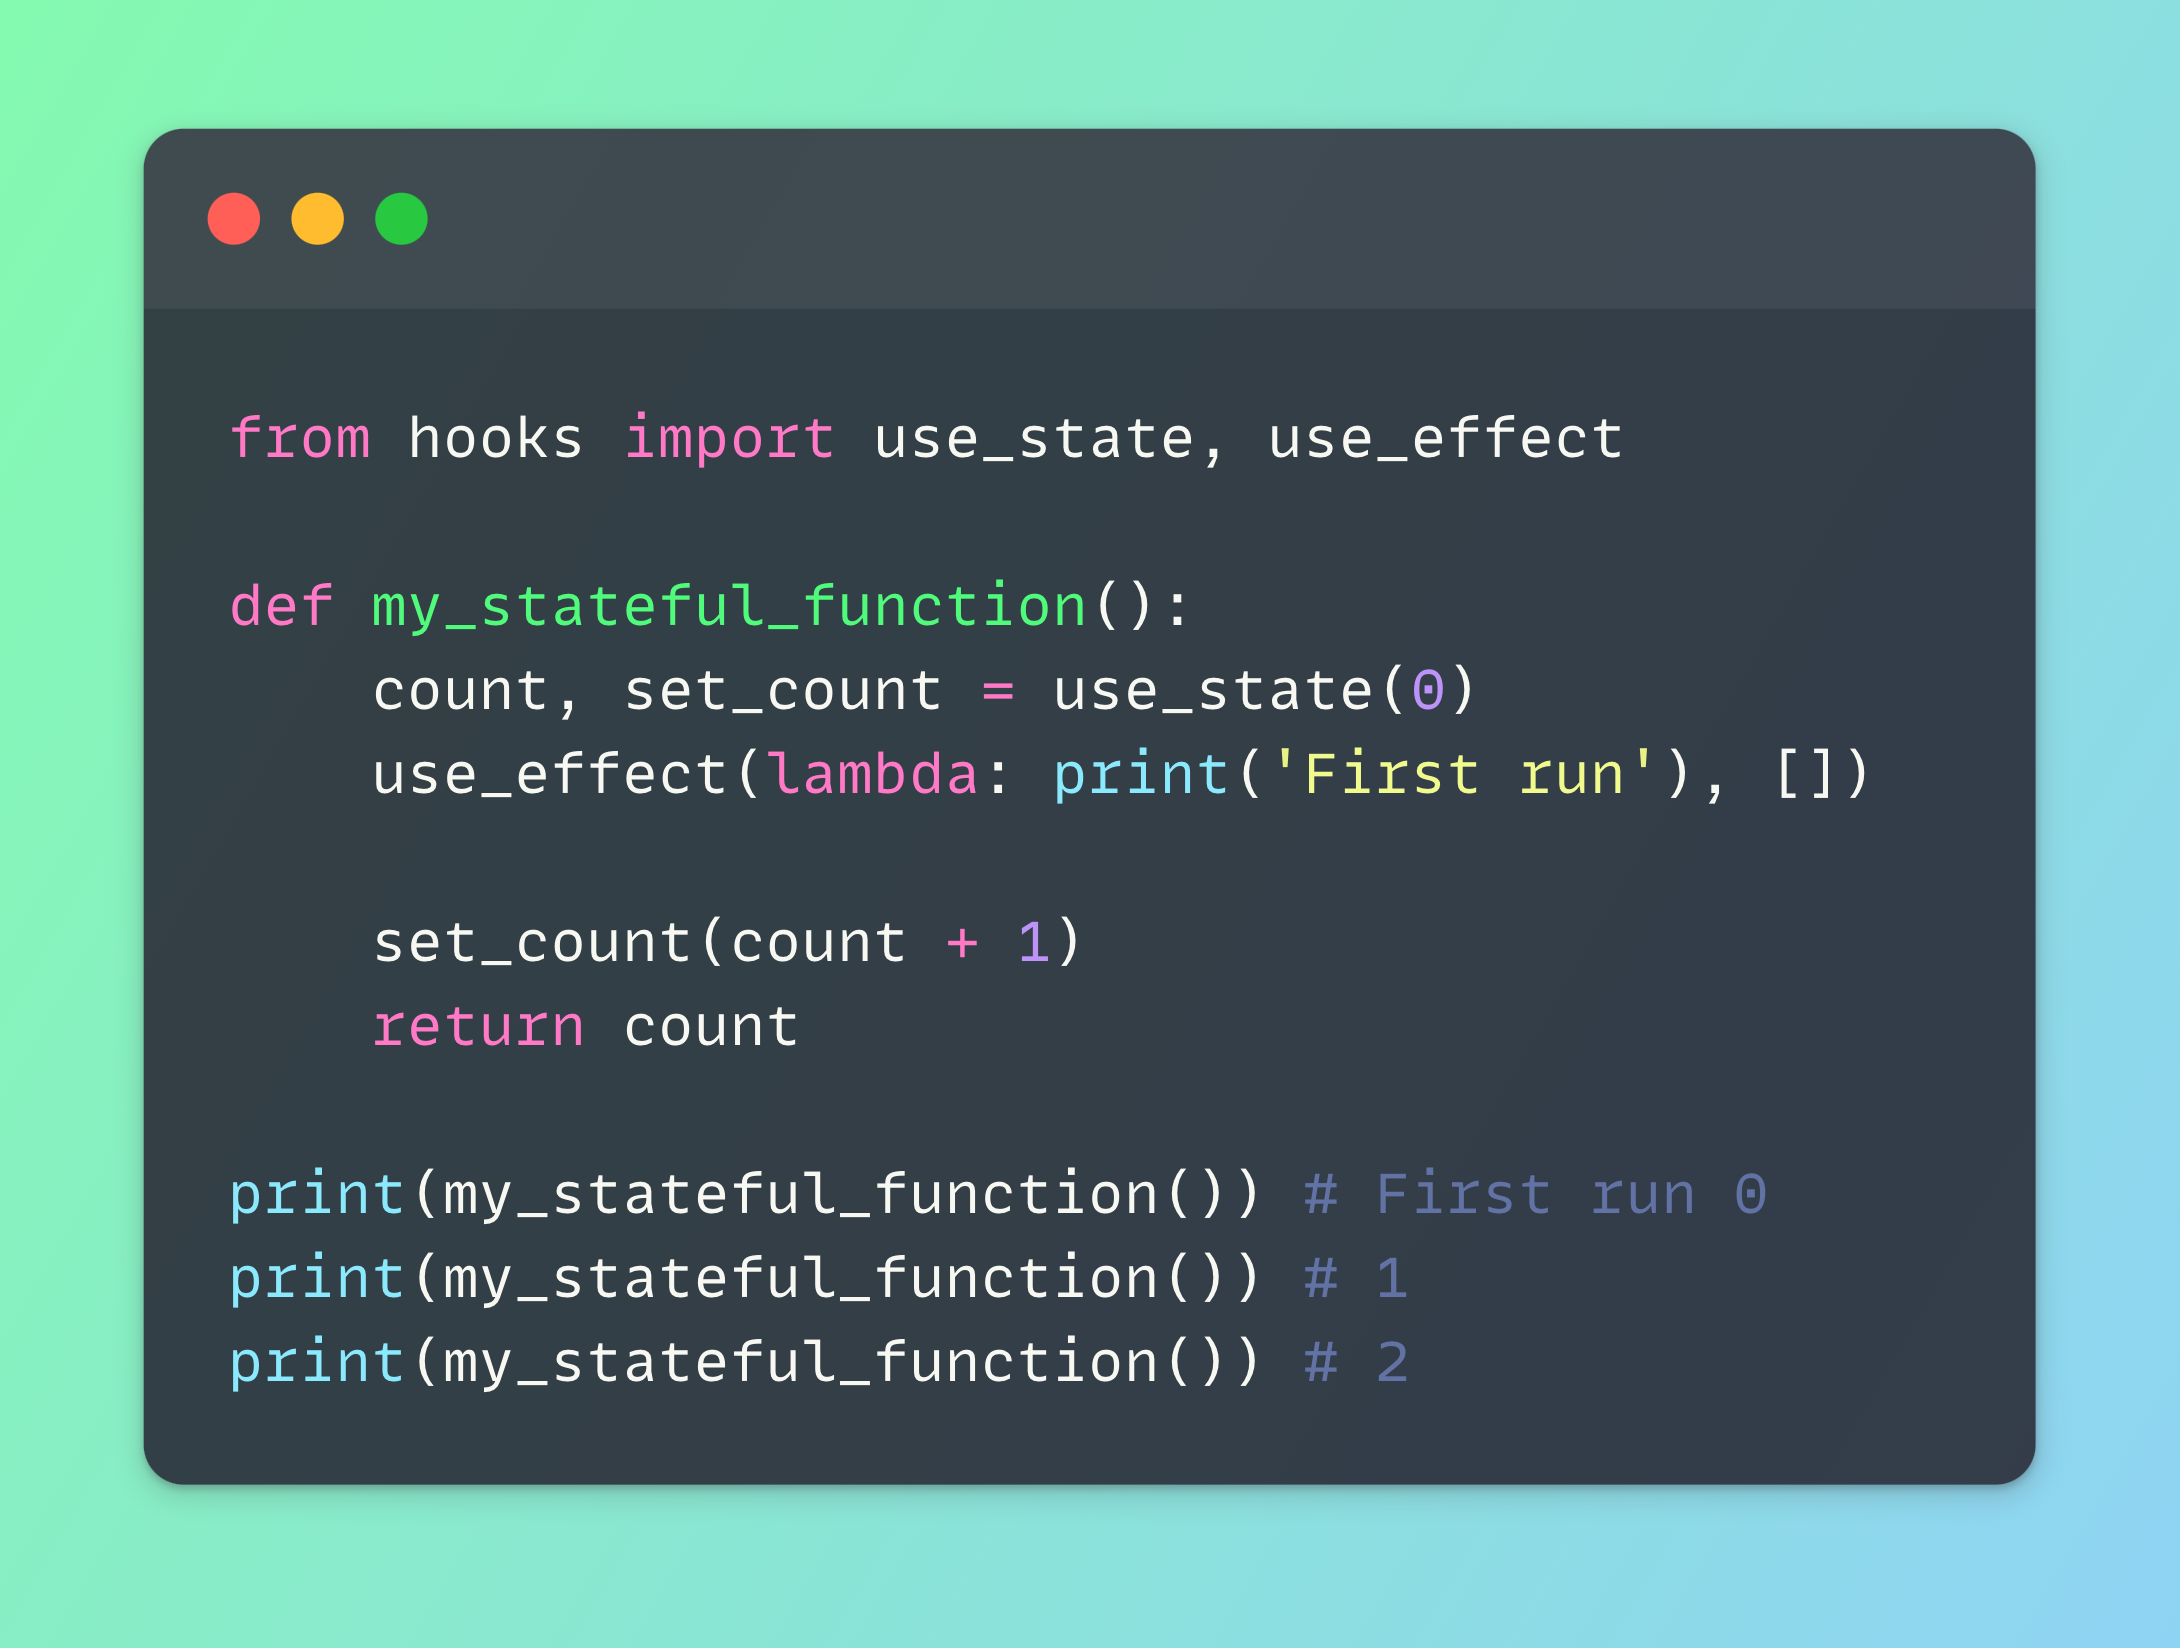 from hooks import use_state, use_effect

def my_stateful_function():
    count, set_count = use_state(0)
    use_effect(lambda: print('First run'), [])

    set_count(count + 1)
    return count

print(my_stateful_function()) # First run 0
print(my_stateful_function()) # 1
print(my_stateful_function()) # 2